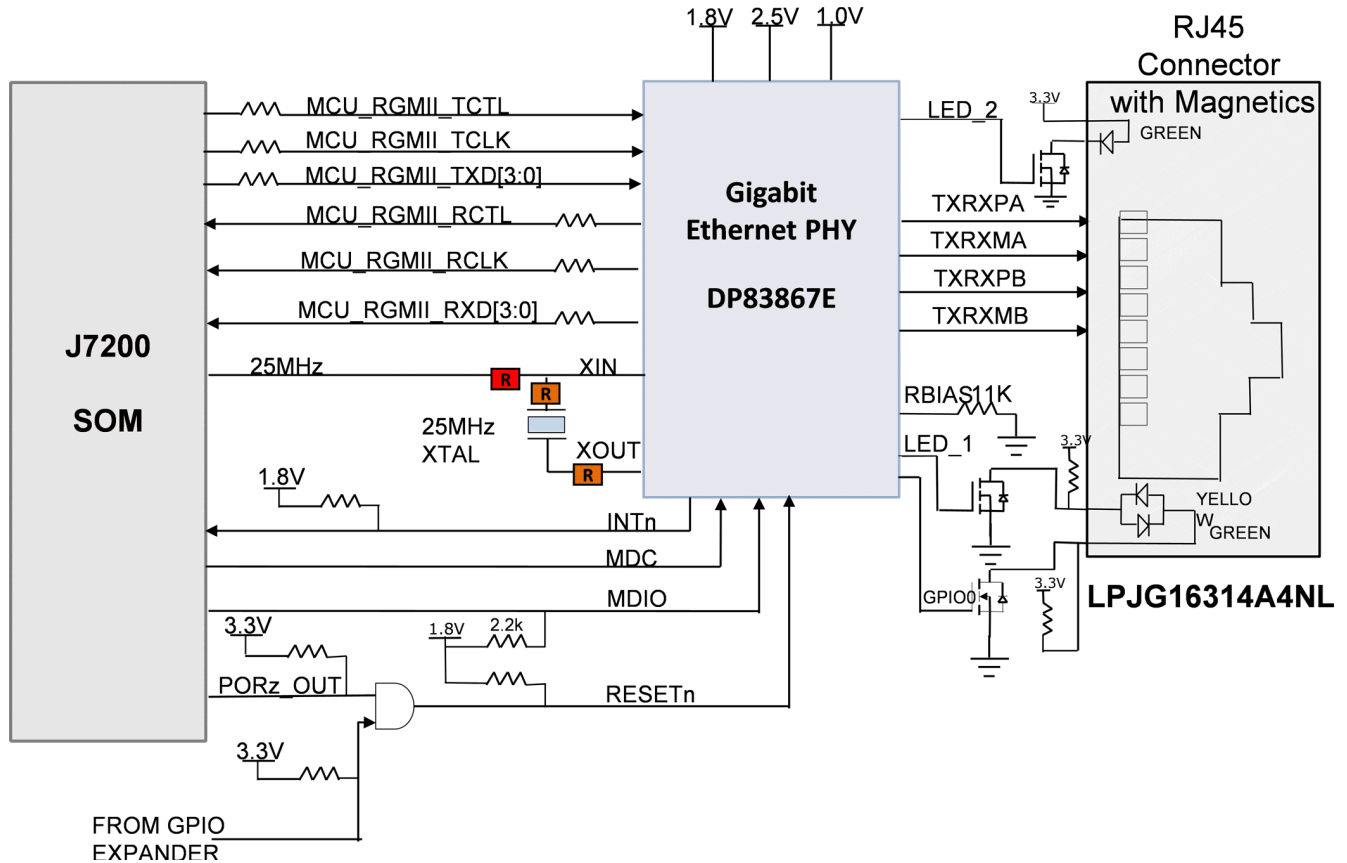 1.8V 2.5V 1.0V
RJ45
Connector
with Magnetics
MCU_RGMII_TCTL
MCU_RGMII_TCLK
MCU_RGMII_TXD[3:0]
MCU_RGMII_RCTL
MCU_RGMII_RCLK
MCU_RGMII_RXD[3:0]
J7200
SOM
25MHz
R
XIN
R
25MHz
XTAL
XOUT
R
Gigabit
Ethernet PHY
DP83867E
LED_2
3.3V
GREEN
TXRXPA
TXRXMA
TXRXPB
TXRXMB
RBIAS11K
LED_1
3.3V
YELLO
W
GREEN
GPIO0
3.3V
LPJG16314A4NL
1.8V
INTn
MDC
MDIO
3.3V
1.8V
2.2k
PORz_OUT
RESETn
3.3V
FROM GPIO
EXPANDER